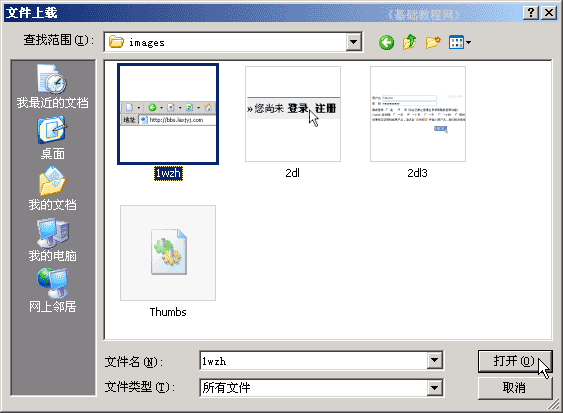 文件上载
《基础教程网》
查找范围(I):
images
我最近的文档
桌面
我的文档
我的电脑
网上邻居
地址
http://bbs.laojyj.com
» 您尚未 登录 注册
1wzh
2dl
2dl3
Thumbs
文件名(N):
1wzh
打开(O)
文件类型(T):
所有文件
取消